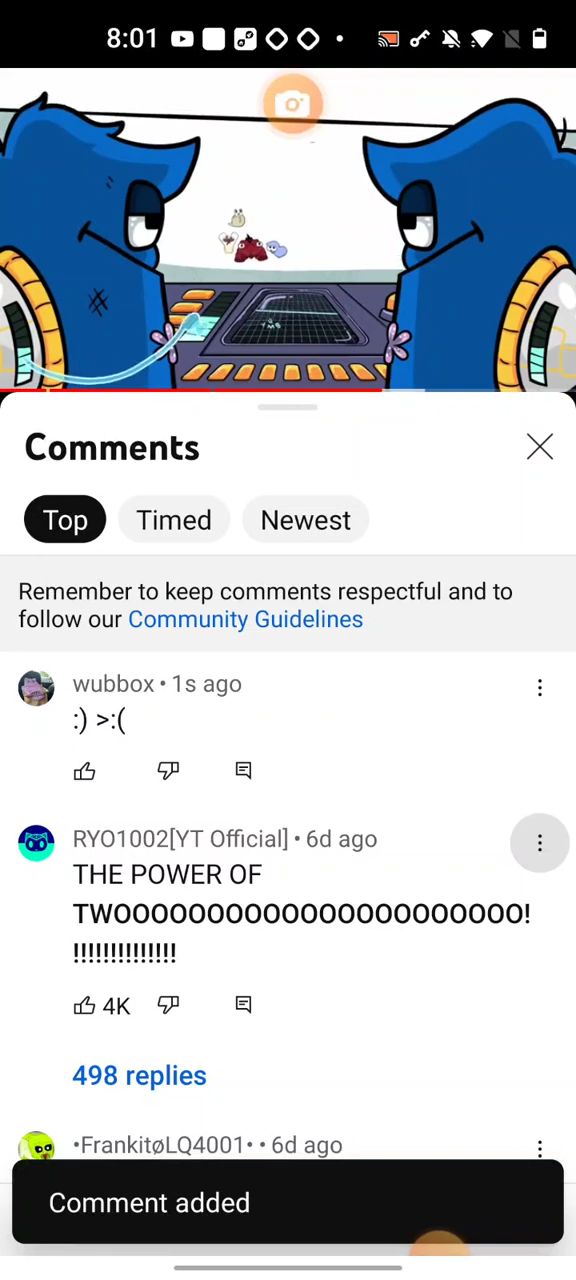 8:01
Comments
Top Timed Newest
Remember to keep comments respectful and to
follow our Community Guidelines
wubbox • 1s ago
:) >:(
RYO1002[YT Official] • 6d ago
THE POWER OF
TWOOOOOOOOOOOOOOOOOOOOOO!
!!!!!!!!!!!!!!
4K
498 replies
•FrankitøLQ4001• • 6d ago
Comment added